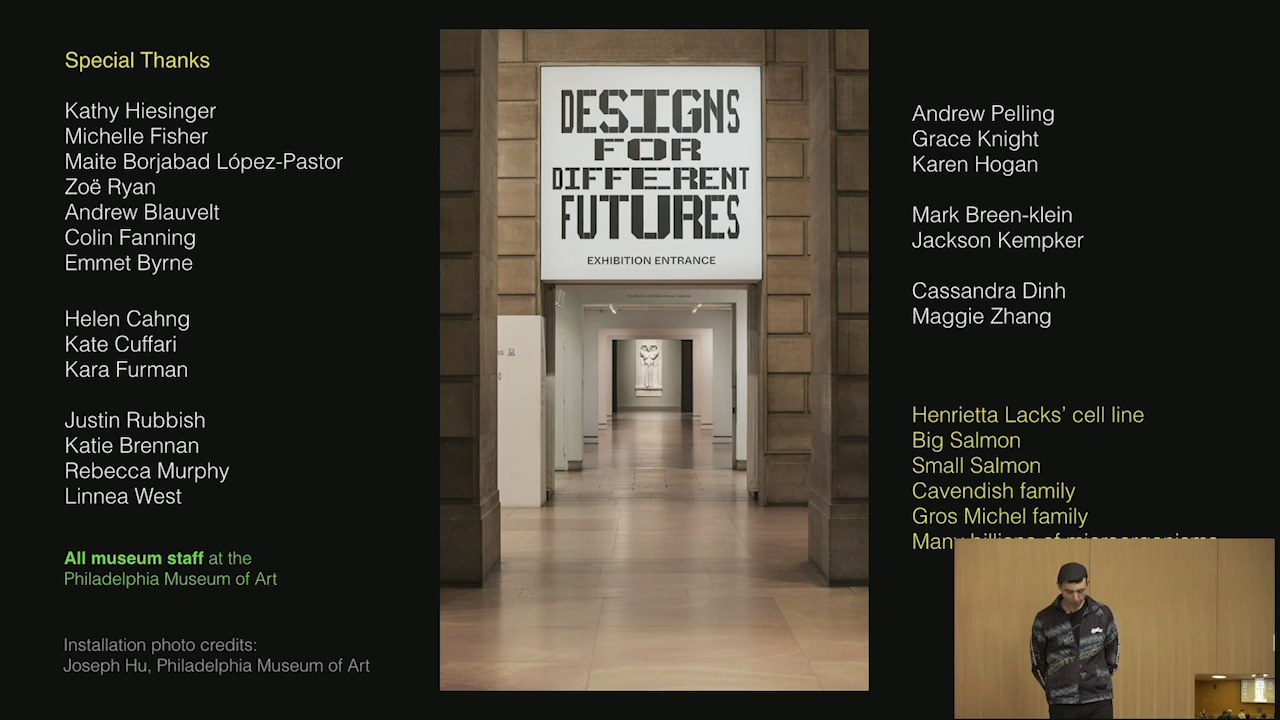 Special Thanks
Kathy Hiesinger
Michelle Fisher
Maite Borjabad López-Pastor
Zoë Ryan
Andrew Blauvelt
Colin Fanning
Emmet Byrne
Helen Cahng
Kate Cuffari
Kara Furman
Justin Rubbish
Katie Brennan
Rebecca Murphy
Linnea West
All museum staff at the
Philadelphia Museum of Art
Installation photo credits:
Joseph Hu, Philadelphia Museum of Art
DESIGNS
FOR
DIFFERENT
FUTURES
EXHIBITION ENTRANCE
Andrew Pelling
Grace Knight
Karen Hogan
Mark Breen-klein
Jackson Kempker
Cassandra Dinh
Maggie Zhang
Henrietta Lacks' cell line
Big Salmon
Small Salmon
Cavendish family
Gros Michel family
Many billions of microorganisms